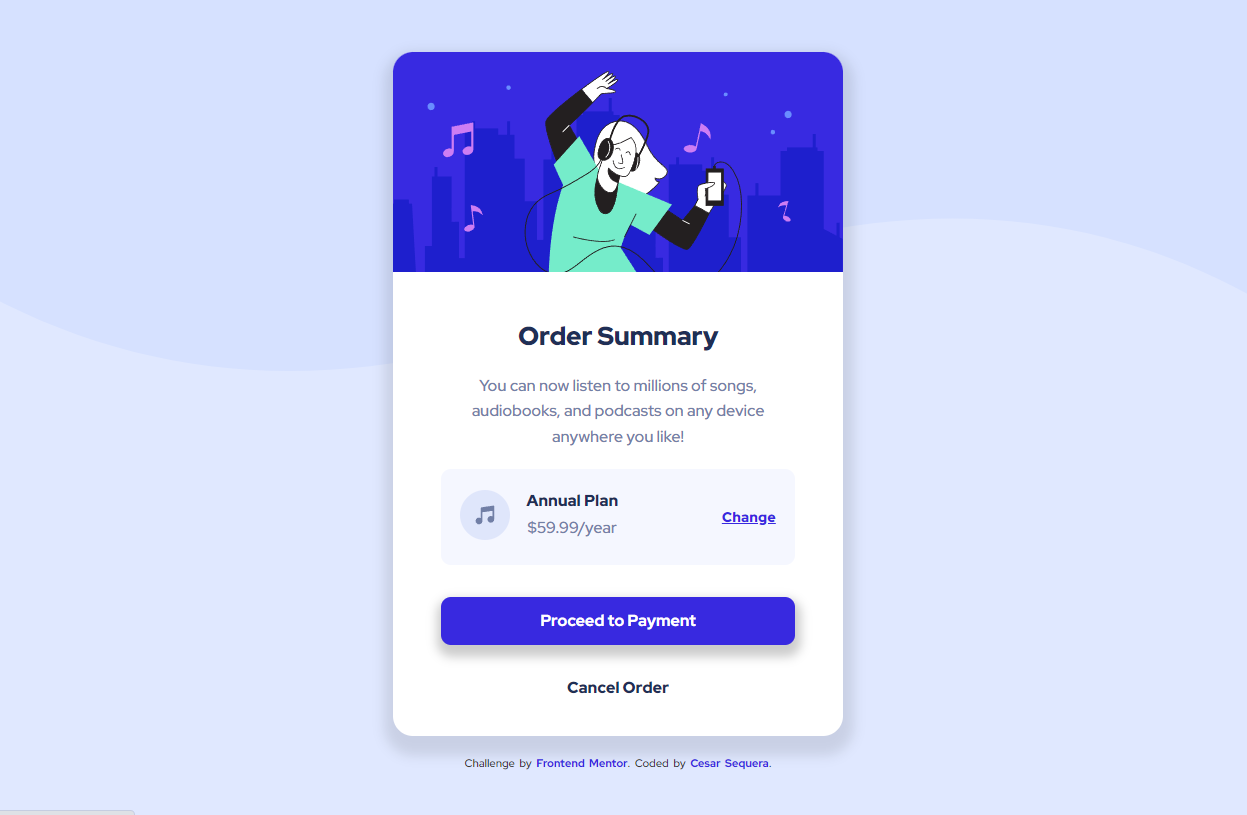 Order Summary
You can now listen to millions of songs,
audiobooks, and podcasts on any device
anywhere you like!
Annual Plan
$59.99/year
Change
Proceed to Payment
Cancel Order
Challenge by Frontend Mentor. Coded by Cesar Sequera.